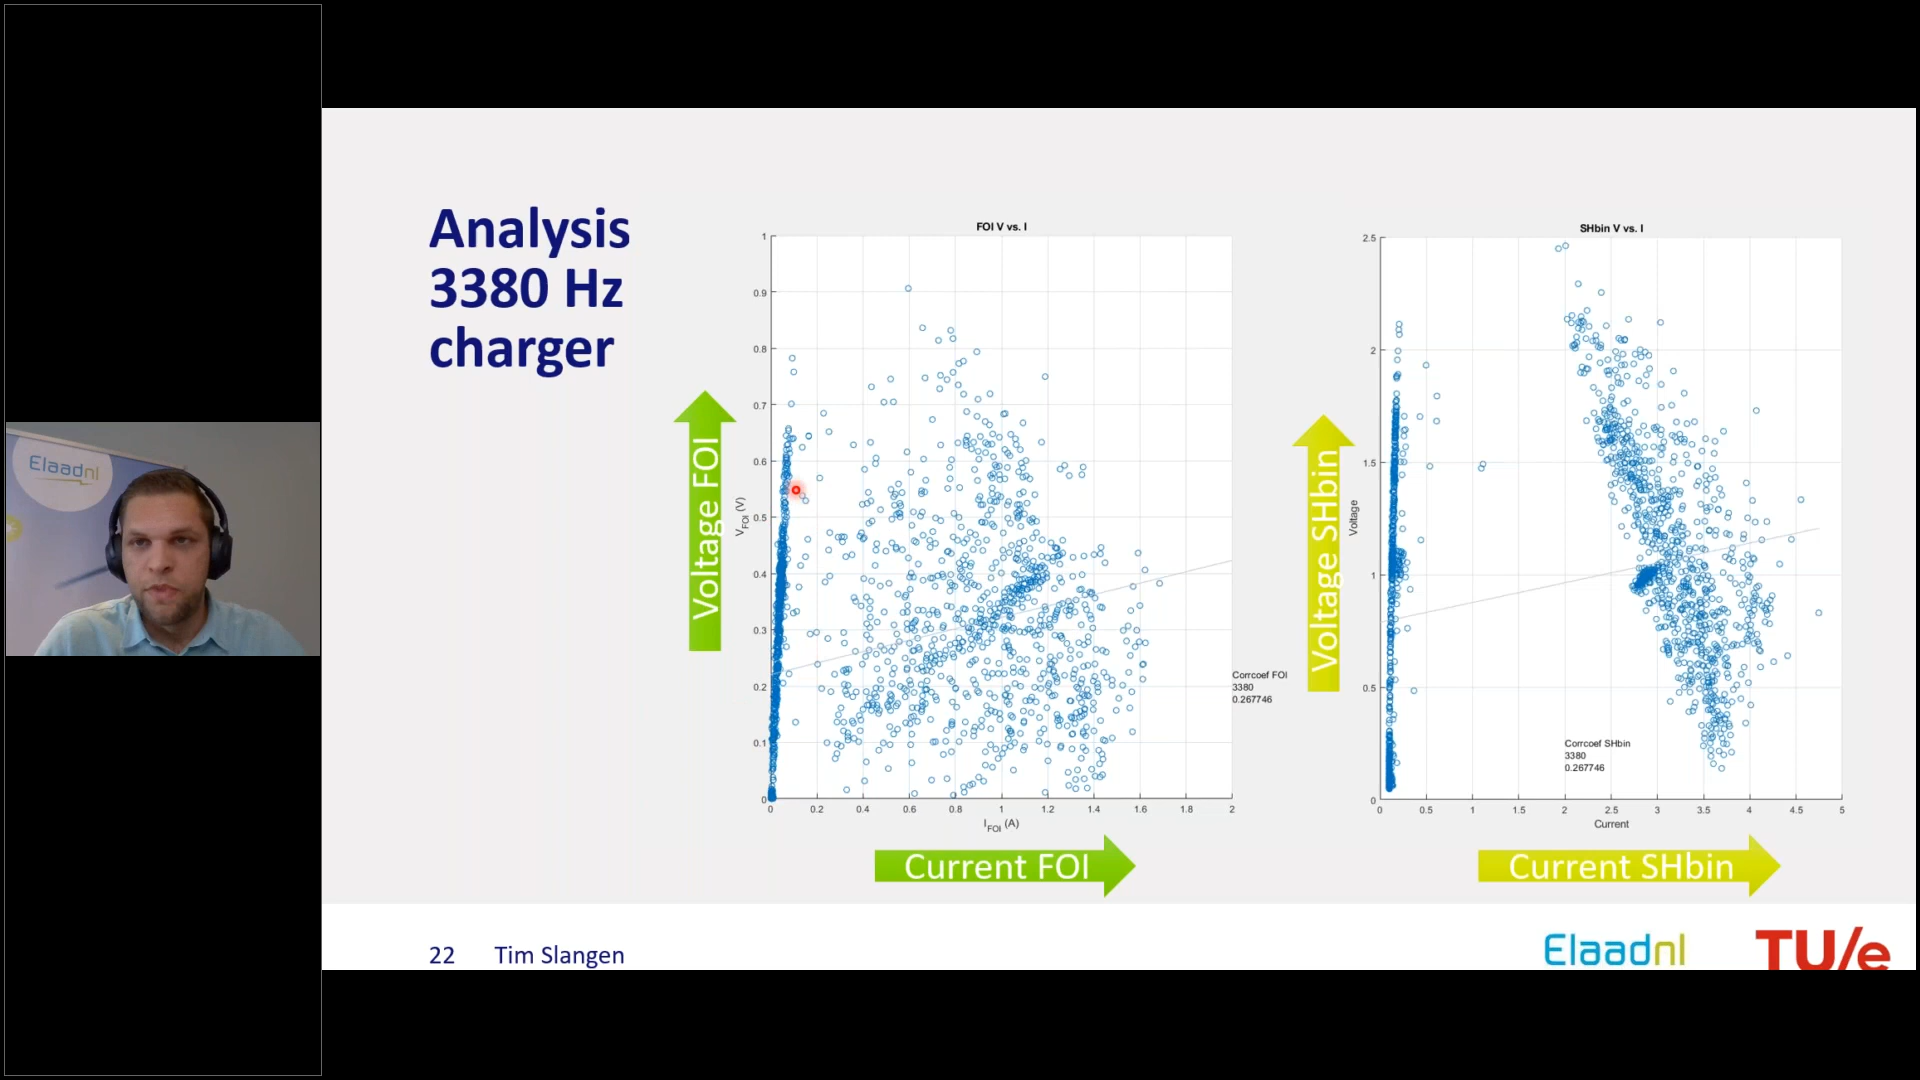 Elaadnl
Analysis
3380 Hz
charger
FOI V vs. I
1
0.9
0.8
0.7
0.6
0.5
0.4
0.3
0.2
0.1
0
V_FOI (V)
Voltage FOI
0 0.2 0.4 0.6 0.8 1 1.2 1.4 1.6 1.8 2
I_FOI (A)
Current FOI
Corrcoef FOI
3380
0.267746
SHbin V vs. I
2.5
2
1.5
1
0.5
0
Voltage
Voltage SHbin
Corrcoef SHbin
3380
0.267746
0 0.5 1 1.5 2 2.5 3 3.5 4 4.5 5
Current
Current SHbin
22 Tim Slangen
Elaadnl
TU/e